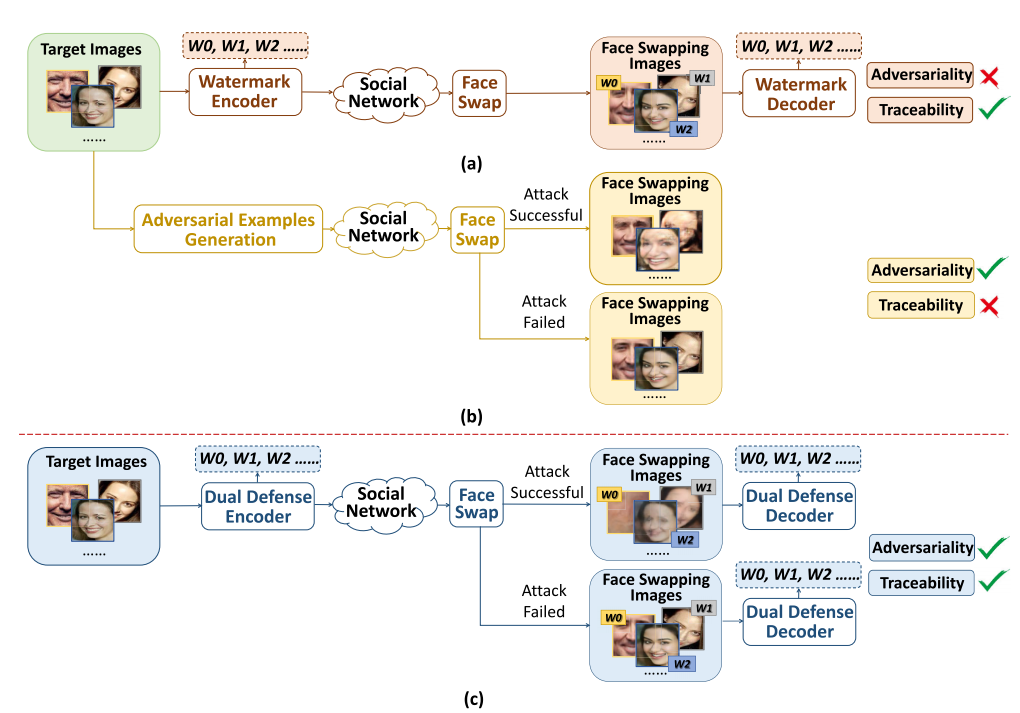 Target Images
......
W0, W1, W2 ......
Watermark
Encoder
Social
Network
Face
Swap
Face Swapping
Images
W0
W1
W2
......
W0, W1, W2 ......
Watermark
Decoder
Adversariality
Traceability
(a)
Adversarial Examples
Generation
Social
Network
Face
Swap
Attack
Successful
Face Swapping
Images
......
Attack
Failed
Face Swapping
Images
......
Adversariality
Traceability
(b)
Target Images
......
W0, W1, W2 ......
Dual Defense
Encoder
Social
Network
Face
Swap
Attack
Successful
Face Swapping
Images
W0
W1
W2
......
W0, W1, W2 ......
Dual Defense
Decoder
Attack
Failed
Face Swapping
Images
W0
W1
W2
......
W0, W1, W2 ......
Dual Defense
Decoder
Adversariality
Traceability
(c)